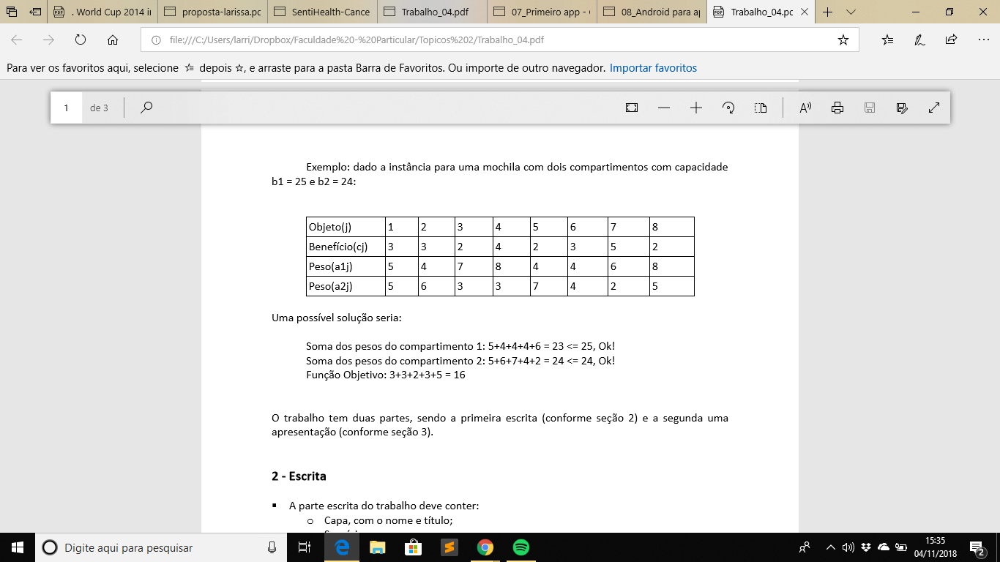 . World Cup 2014 in
proposta-larissa.pc
SentiHealth-Cance
Trabalho_04.pdf
07_Primeiro app -
08_Android para ap
Trabalho_04.pc
file:///C:/Users/larri/Dropbox/Faculdade%20-%20Particular/Topicos%202/Trabalho_04.pdf
Para ver os favoritos aqui, selecione depois ☆, e arraste para a pasta Barra de Favoritos. Ou importe de outro navegador. Importar favoritos
1 de 3
Exemplo: dado a instância para uma mochila com dois compartimentos com capacidade
b1 = 25 e b2 = 24:
Objeto(j) 1 2 3 4 5 6 7 8
Benefício(cj) 3 3 2 4 2 3 5 2
Peso(a1j) 5 4 7 8 4 4 6 8
Peso(a2j) 5 6 3 3 7 4 2 5
Uma possível solução seria:
Soma dos pesos do compartimento 1: 5+4+4+4+6 = 23 <= 25, Ok!
Soma dos pesos do compartimento 2: 5+6+7+4+2 = 24 <= 24, Ok!
Função Objetivo: 3+3+2+3+5 = 16
O trabalho tem duas partes, sendo a primeira escrita (conforme seção 2) e a segunda uma
apresentação (conforme seção 3).
2 - Escrita
▪ A parte escrita do trabalho deve conter:
o Capa, com o nome e título;
Digite aqui para pesquisar
15:35
04/11/2018
2